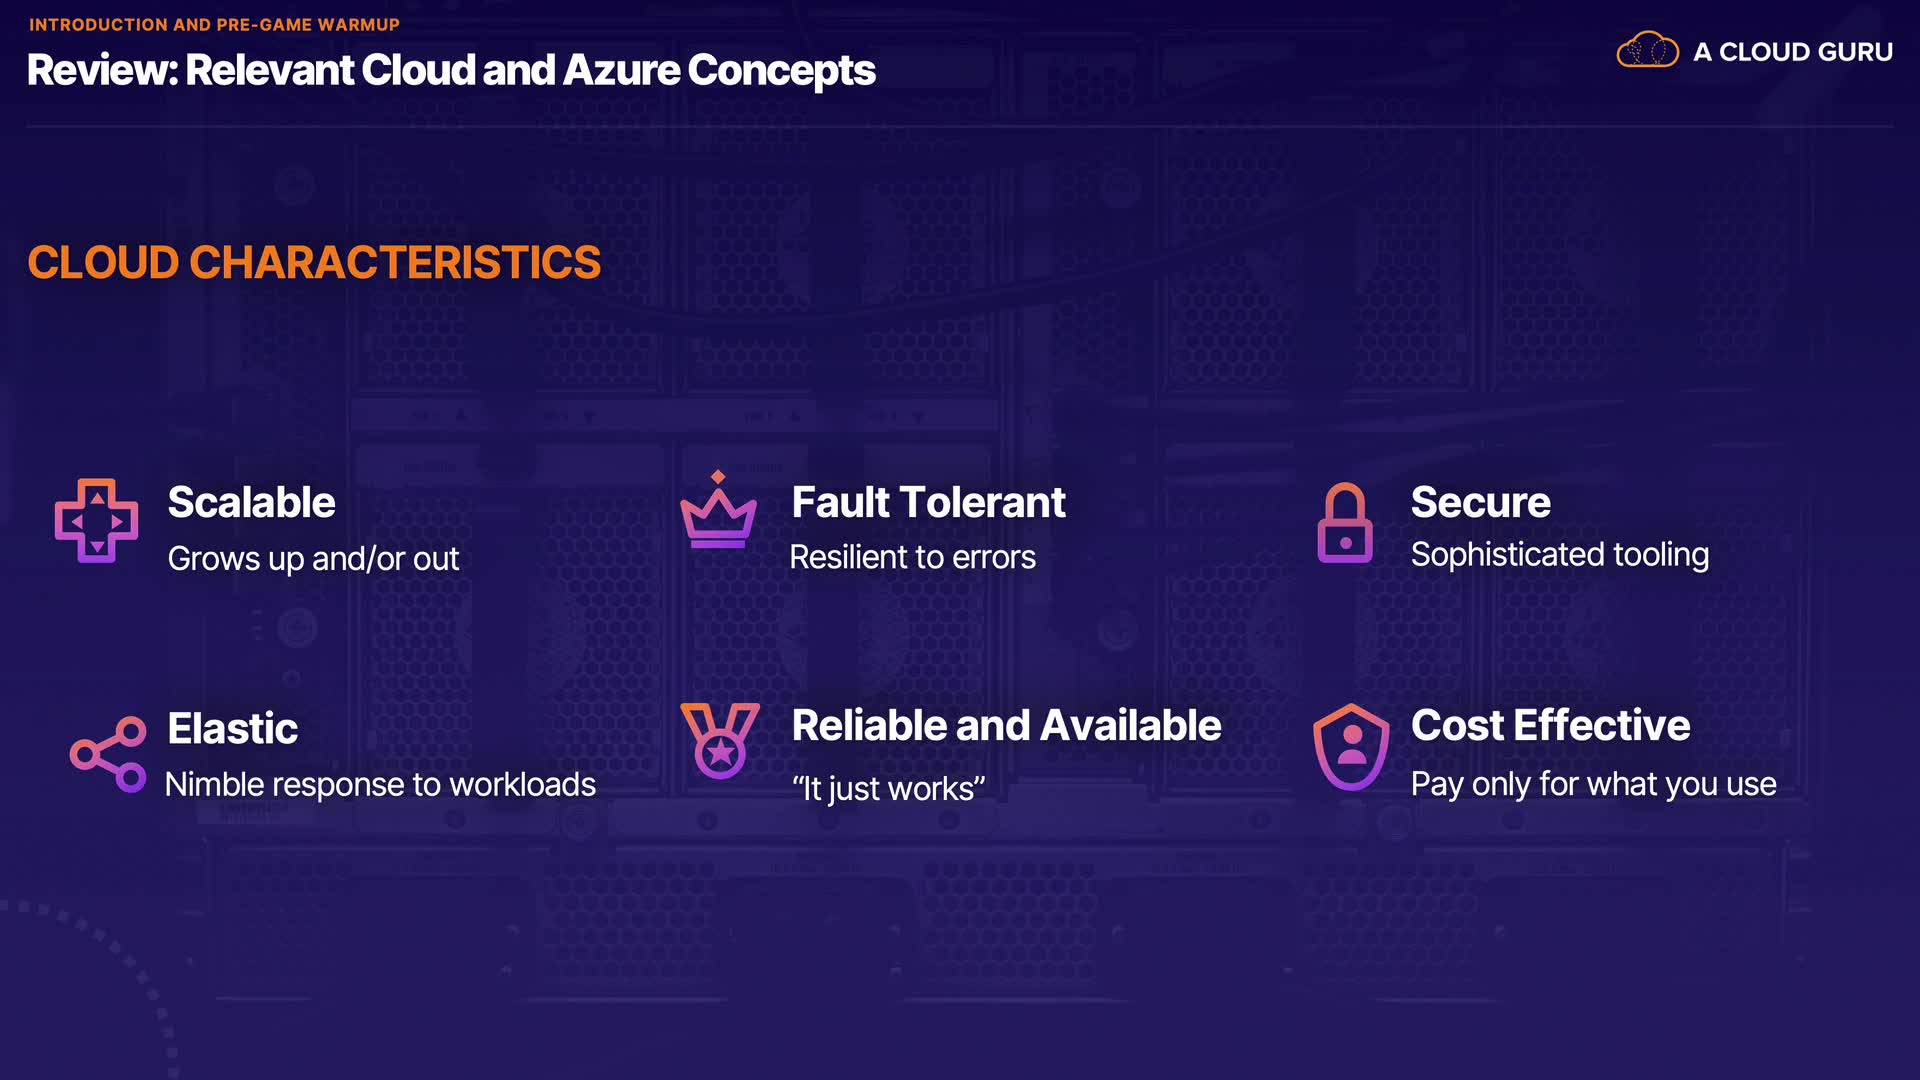 INTRODUCTION AND PRE-GAME WARMUP
Review: Relevant Cloud and Azure Concepts
A CLOUD GURU
CLOUD CHARACTERISTICS
Scalable
Grows up and/or out
Fault Tolerant
Resilient to errors
Secure
Sophisticated tooling
Elastic
Nimble response to workloads
Reliable and Available
“It just works”
Cost Effective
Pay only for what you use